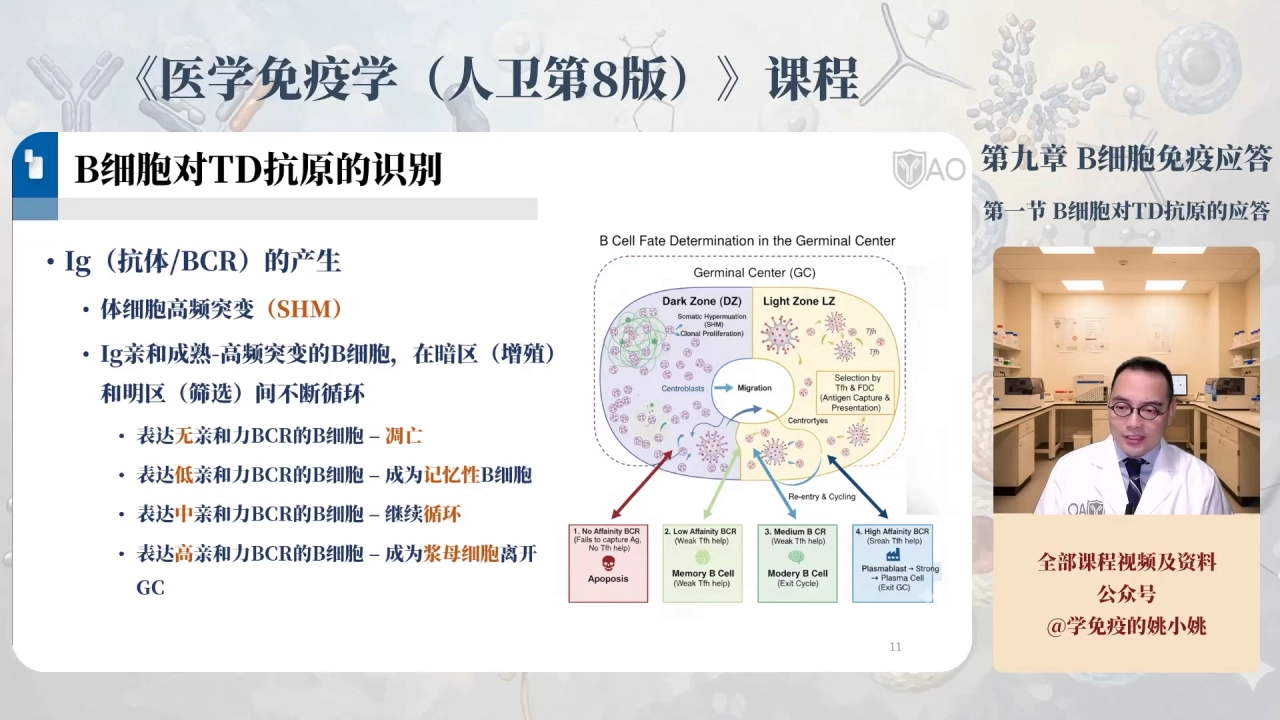 《医学免疫学（人卫第8版）》课程
B细胞对TD抗原的识别
AO
第九章 B细胞免疫应答
第一节 B细胞对TD抗原的应答
• Ig（抗体/BCR）的产生
• 体细胞高频突变（SHM）
• Ig亲和成熟-高频突变的B细胞，在暗区（增殖）
和明区（筛选）间不断循环
• 表达无亲和力BCR的B细胞 – 凋亡
• 表达低亲和力BCR的B细胞 – 成为记忆性B细胞
• 表达中亲和力BCR的B细胞 – 继续循环
• 表达高亲和力BCR的B细胞 – 成为浆母细胞离开
GC
B Cell Fate Determination in the Germinal Center
Germinal Center (GC)
Dark Zone (DZ)
Light Zone LZ
Somatic Hypermuation
(SHM)
Clonal Proliferation)
Tfh
Tfh
Centroblasts
Migration
Selection by
Tfh & FDC
(Antigen Capture &
Presentation)
Centrortyes
Re-entry & Cycling
1. No Affainity BCR
(Fails to capture Ag,
No Tfh help)
Apoposis
2. Low Affainity BCR
(Weak Tfh help)
Memory B Cell
(Weak Tfh help)
3. Medium B CR
(Weak Tfh help)
Modery B Cell
(Exit Cycle)
4. High Affainity BCR
(Sreah Tfh help)
Plasmablast → Strong
→ Plasma Cell
(Exit GC)
11
OA
全部课程视频及资料
公众号
@学免疫的姚小姚